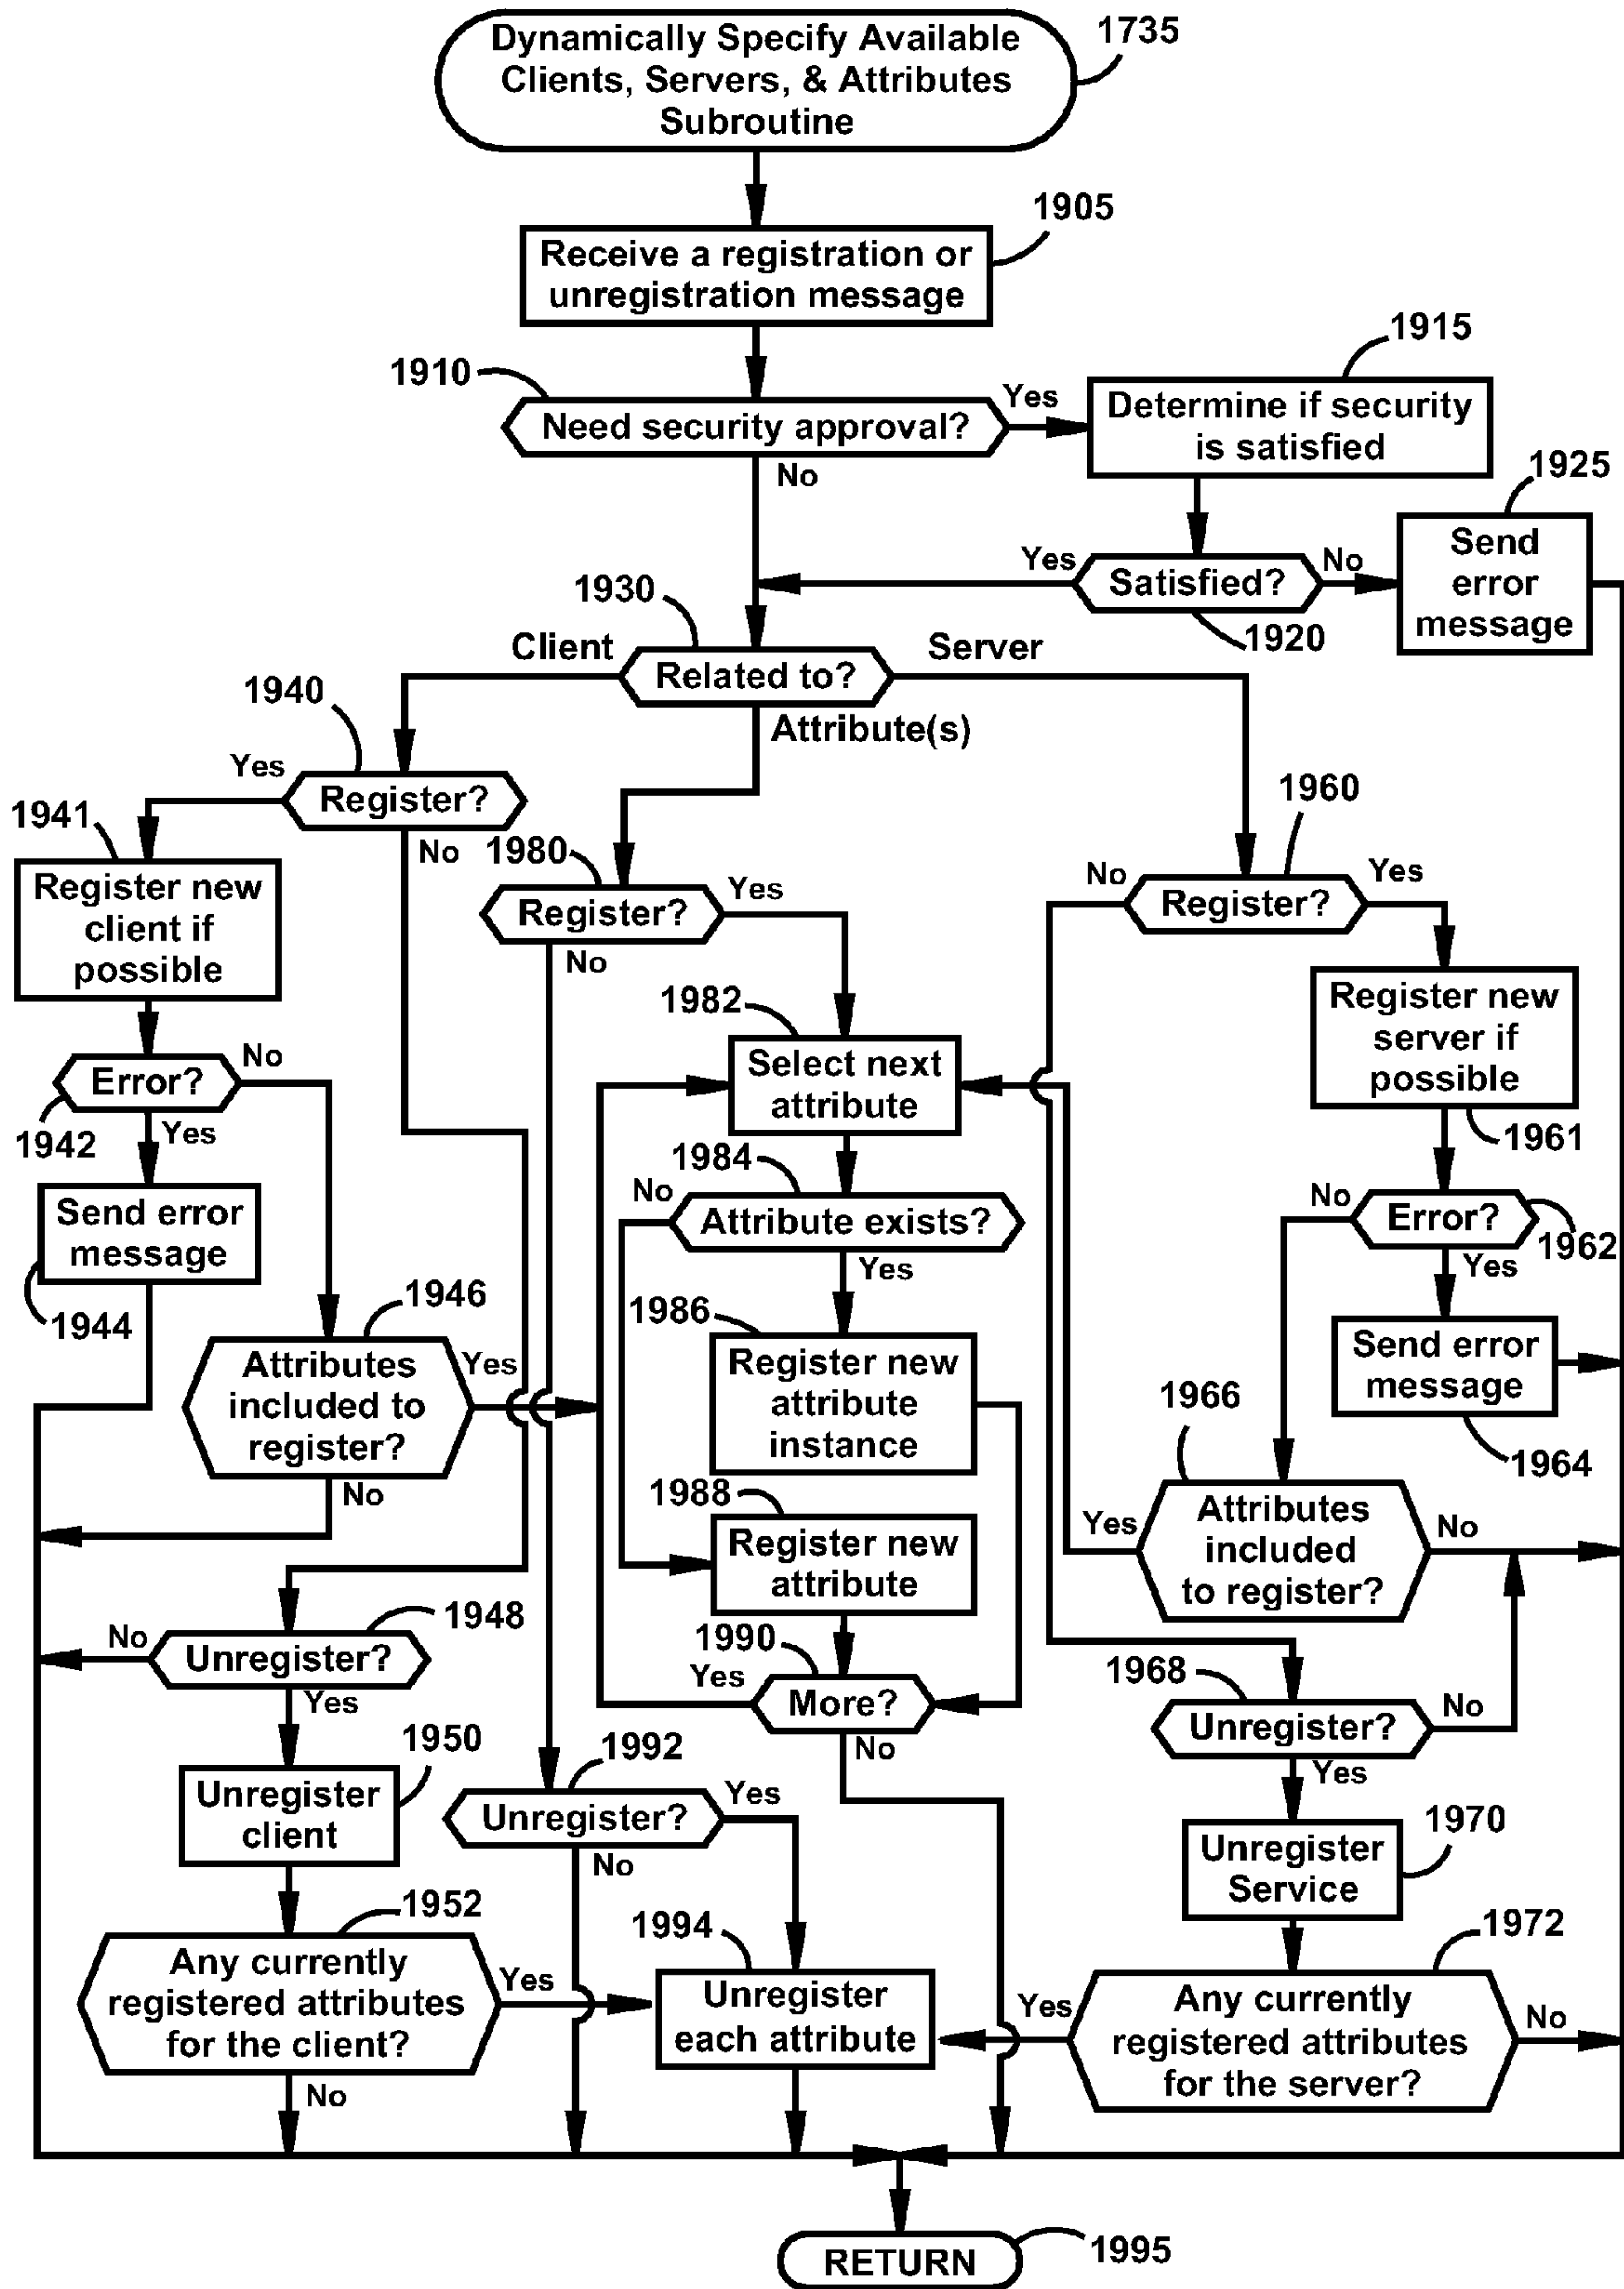 Dynamically Specify Available
Clients, Servers, & Attributes
Subroutine
1735
1905
Receive a registration or
unregistration message
1910
Need security approval?
Yes
No
1915
Determine if security
is satisfied
1925
Send
error
message
Yes
Satisfied?
No
1920
1930
Client
Related to?
Server
Attribute(s)
1940
Yes
Register?
No
1941
Register new
client if
possible
Error?
No
1942
Yes
Send error
message
1944
1946
Attributes
included to
register?
Yes
No
1948
No
Unregister?
Yes
1950
Unregister
client
1952
Any currently
registered attributes
for the client?
Yes
No
1980
Register?
Yes
No
1982
Select next
attribute
1984
No
Attribute exists?
Yes
1986
Register new
attribute
instance
1988
Register new
attribute
1990
Yes
More?
No
1992
Unregister?
Yes
No
1994
Unregister
each attribute
1960
No
Register?
Yes
Register new
server if
possible
1961
No
Error?
1962
Yes
Send error
message
1964
1966
Yes
Attributes
included
to register?
No
1968
Unregister?
No
Yes
1970
Unregister
Service
1972
Yes
Any currently
registered attributes
for the server?
No
RETURN
1995